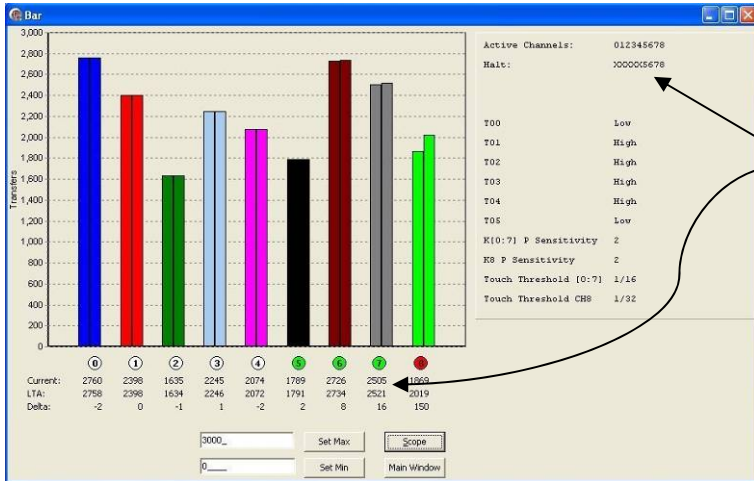 Bar
3,000
2,800
2,600
2,400
2,200
2,000
1,800
1,600
1,400
1,200
1,000
800
600
400
200
0
Transfers
0 1 2 3 4 5 6 7 8
Current: 2760 2398 1635 2245 2074 1789 2726 2505 1869
LTA: 2758 2398 1634 2246 2072 1791 2734 2521 2019
Delta: -2 0 -1 1 -2 2 8 16 150
3000_ Set Max Scope
0____ Set Min Main Window
Active Channels: 012345678
Halt: XXXXX5678
T00 Low
T01 High
T02 High
T03 High
T04 High
T05 Low
K[0:7] P Sensitivity 2
K8 P Sensitivity 2
Touch Threshold [0:7] 1/16
Touch Threshold CH8 1/32